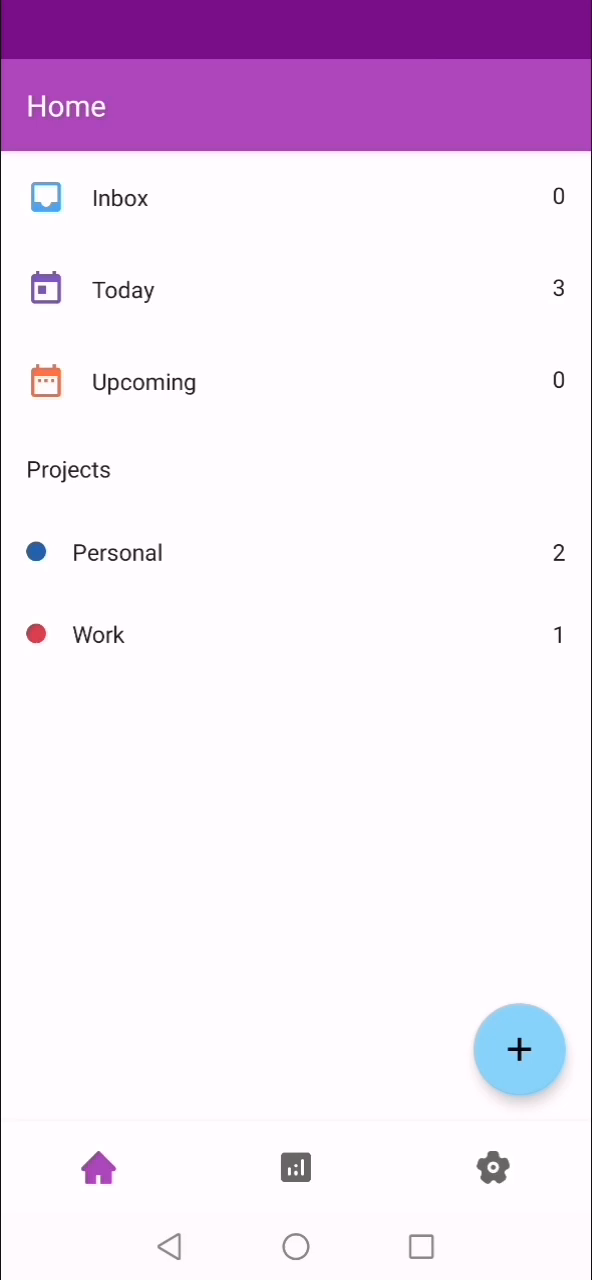 Home
Inbox 0
Today 3
Upcoming 0
Projects
Personal 2
Work 1